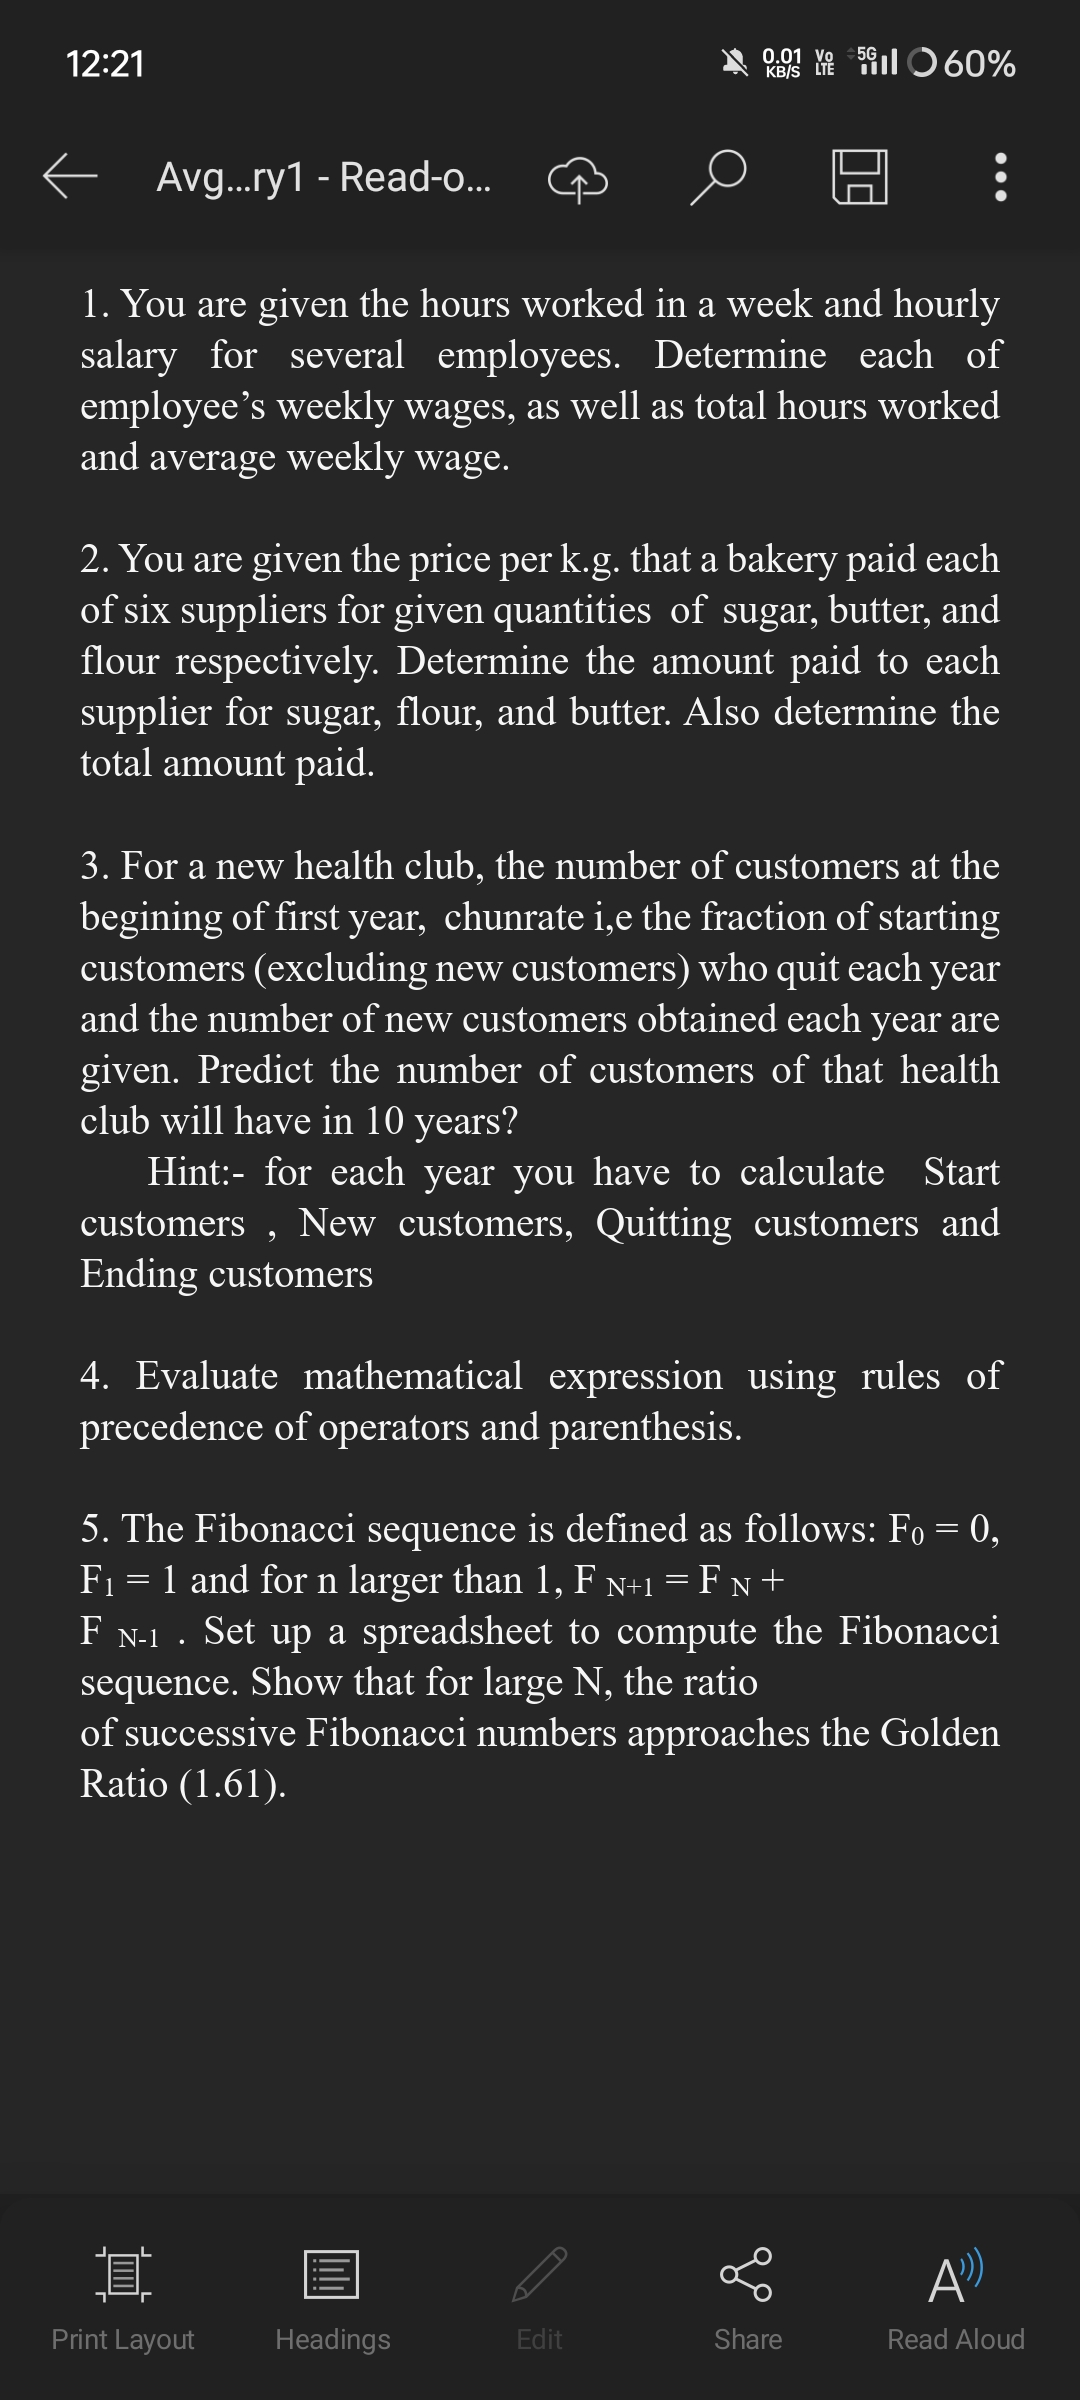 12:21
0.01 KB/S Vo LTE 5G 60%
Avg...ry1 - Read-o...
1. You are given the hours worked in a week and hourly
salary for several employees. Determine each of
employee’s weekly wages, as well as total hours worked
and average weekly wage.
2. You are given the price per k.g. that a bakery paid each
of six suppliers for given quantities of sugar, butter, and
flour respectively. Determine the amount paid to each
supplier for sugar, flour, and butter. Also determine the
total amount paid.
3. For a new health club, the number of customers at the
begining of first year, chunrate i,e the fraction of starting
customers (excluding new customers) who quit each year
and the number of new customers obtained each year are
given. Predict the number of customers of that health
club will have in 10 years?
Hint:- for each year you have to calculate Start
customers , New customers, Quitting customers and
Ending customers
4. Evaluate mathematical expression using rules of
precedence of operators and parenthesis.
5. The Fibonacci sequence is defined as follows: F₀ = 0,
F₁ = 1 and for n larger than 1, F N+1 = F N +
F N-1 . Set up a spreadsheet to compute the Fibonacci
sequence. Show that for large N, the ratio
of successive Fibonacci numbers approaches the Golden
Ratio (1.61).
Print Layout Headings Edit Share Read Aloud